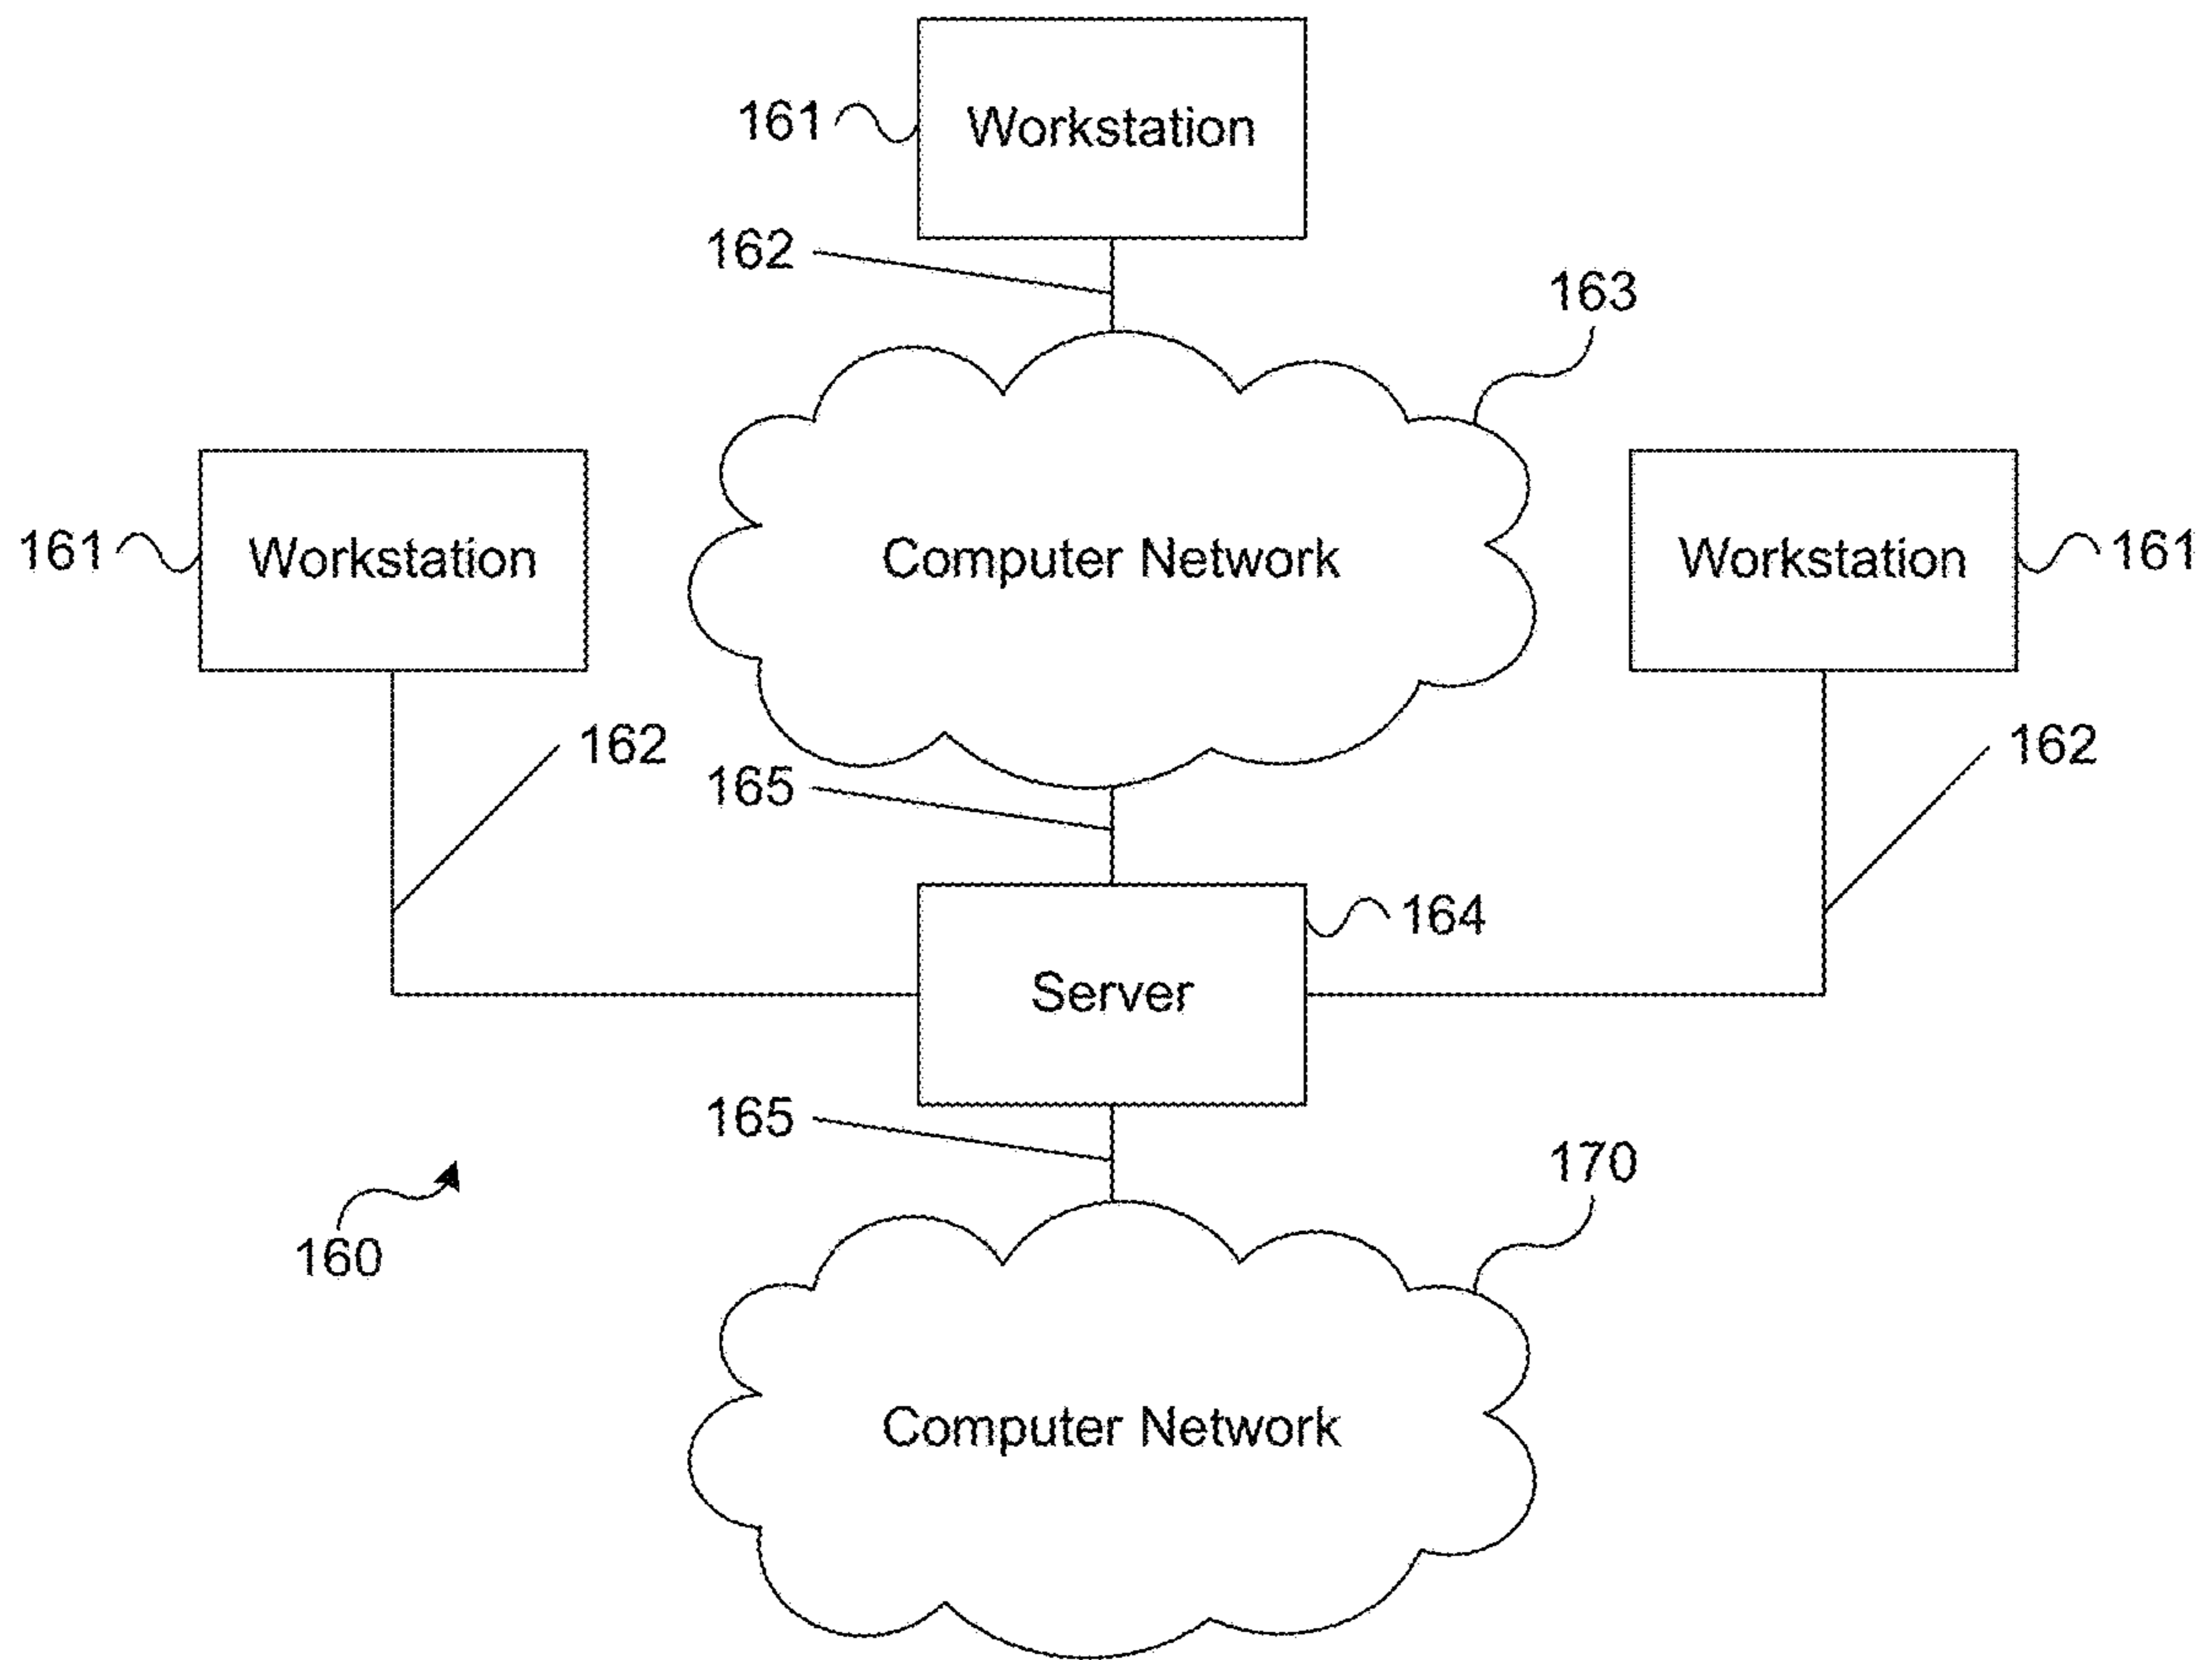 161
Workstation
162
163
161
Workstation
Computer Network
Workstation
161
162
165
162
164
Server
165
170
160
Computer Network